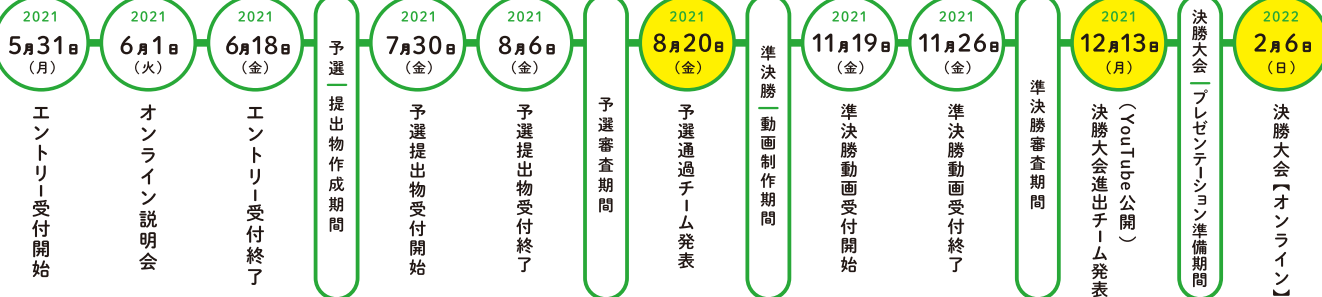 2021
5月31日
（月）
エントリー受付開始
2021
6月1日
（火）
オンライン説明会
2021
6月18日
（金）
エントリー受付終了
予選｜提出物作成期間
2021
7月30日
（金）
予選提出物受付開始
2021
8月6日
（金）
予選提出物受付終了
予選審査期間
2021
8月20日
（金）
予選通過チーム発表
準決勝｜動画制作期間
2021
11月19日
（金）
準決勝動画受付開始
2021
11月26日
（金）
準決勝動画受付終了
準決勝審査期間
2021
12月13日
（月）
（YouTube公開）
決勝大会進出チーム発表
決勝大会｜プレゼンテーション準備期間
2022
2月6日
（日）
決勝大会【オンライン】